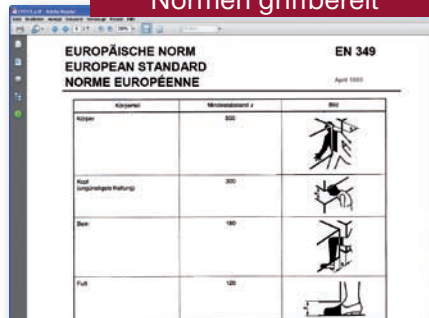 Normen griffbereit
EUROPÄISCHE NORM
EN 349
EUROPEAN STANDARD
NORME EUROPÉENNE
April 1993
Körperteil Mindestabstand a Bild
Körper 500
Kopf 300
(ungünstigste Haltung)
Bein 180
Fuß 120